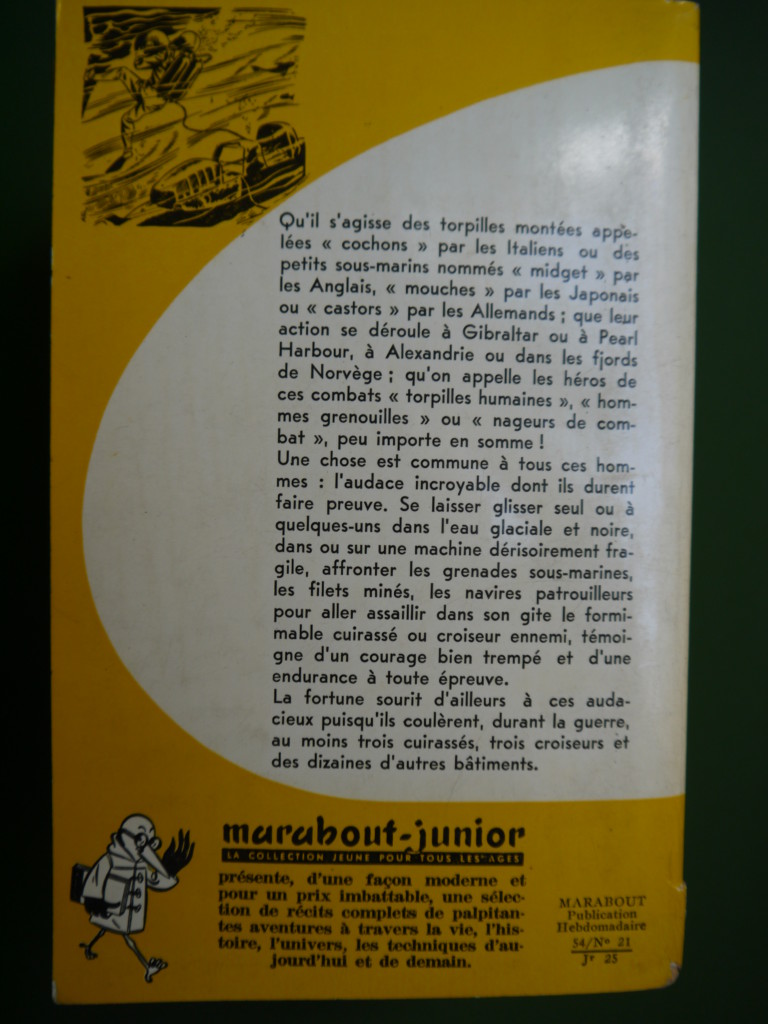 Qu'il s'agisse des torpilles montées appe-
lées « cochons » par les Italiens ou des
petits sous-marins nommés « midget » par
les Anglais, « mouches » par les Japonais
ou « castors » par les Allemands ; que leur
action se déroule à Gibraltar ou à Pearl
Harbour, à Alexandrie ou dans les fjords
de Norvège ; qu'on appelle les héros de
ces combats « torpilles humaines », « hom-
mes grenouilles » ou « nageurs de com-
bat », peu importe en somme !
Une chose est commune à tous ces hom-
mes : l'audace incroyable dont ils durent
faire preuve. Se laisser glisser seul ou à
quelques-uns dans l'eau glaciale et noire,
dans ou sur une machine dérisoirement fra-
gile, affronter les grenades sous-marines,
les filets minés, les navires patrouilleurs
pour aller assaillir dans son gite le formi-
mable cuirassé ou croiseur ennemi, témoi-
gne d'un courage bien trempé et d'une
endurance à toute épreuve.
La fortune sourit d'ailleurs à ces auda-
cieux puisqu'ils coulèrent, durant la guerre,
au moins trois cuirassés, trois croiseurs et
des dizaines d'autres bâtiments.
marabout-junior
LA COLLECTION JEUNE POUR TOUS LES AGES
présente, d'une façon moderne et
pour un prix imbattable, une sélec-
tion de récits complets de palpitan-
tes aventures à travers la vie, l'his-
toire, l'univers, les techniques d'au-
jourd'hui et de demain.
MARABOUT
Publication
Hebdomadaire
54/N° 21
Jr 25